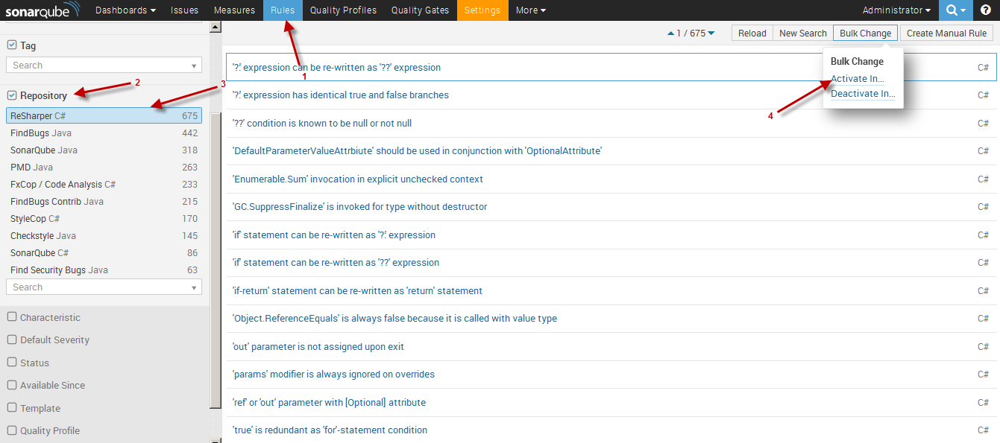 sonarqube Dashboards Issues Measures Rules Quality Profiles Quality Gates Settings More Administrator ?
1 / 675 Reload New Search Bulk Change Create Manual Rule
Tag
Search
Repository
ReSharper C# 675
FindBugs Java 442
SonarQube Java 318
PMD Java 263
FxCop / Code Analysis C# 233
FindBugs Contrib Java 215
StyleCop C# 170
Checkstyle Java 145
SonarQube C# 86
Find Security Bugs Java 63
Search
Characteristic
Default Severity
Status
Available Since
Template
Quality Profile
'?:' expression can be re-written as '??' expression C#
'?:' expression has identical true and false branches C#
'??' condition is known to be null or not null C#
'DefaultParameterValueAttrbiute' should be used in conjunction with 'OptionalAttribute' C#
'Enumerable.Sum' invocation in explicit unchecked context C#
'GC.SuppressFinalize' is invoked for type without destructor C#
'if' statement can be re-written as '?:' expression C#
'if' statement can be re-written as '??' expression C#
'if-return' statement can be re-written as 'return' statement C#
'Object.ReferenceEquals' is always false because it is called with value type C#
'out' parameter is not assigned upon exit C#
'params' modifier is always ignored on overrides C#
'ref' or 'out' parameter with [Optional] attribute C#
'true' is redundant as 'for'-statement condition C#
Bulk Change
Activate In...
Deactivate In...
1
2
3
4